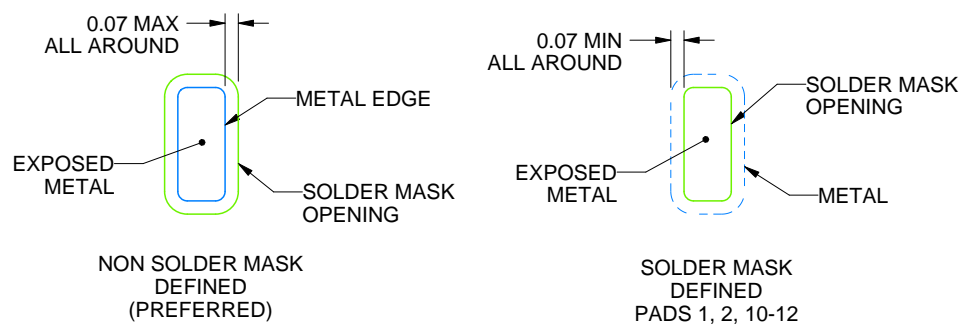 0.07 MAX
ALL AROUND
METAL EDGE
EXPOSED
METAL
SOLDER MASK
OPENING
NON SOLDER MASK
DEFINED
(PREFERRED)
0.07 MIN
ALL AROUND
SOLDER MASK
OPENING
EXPOSED
METAL
METAL
SOLDER MASK
DEFINED
PADS 1, 2, 10-12